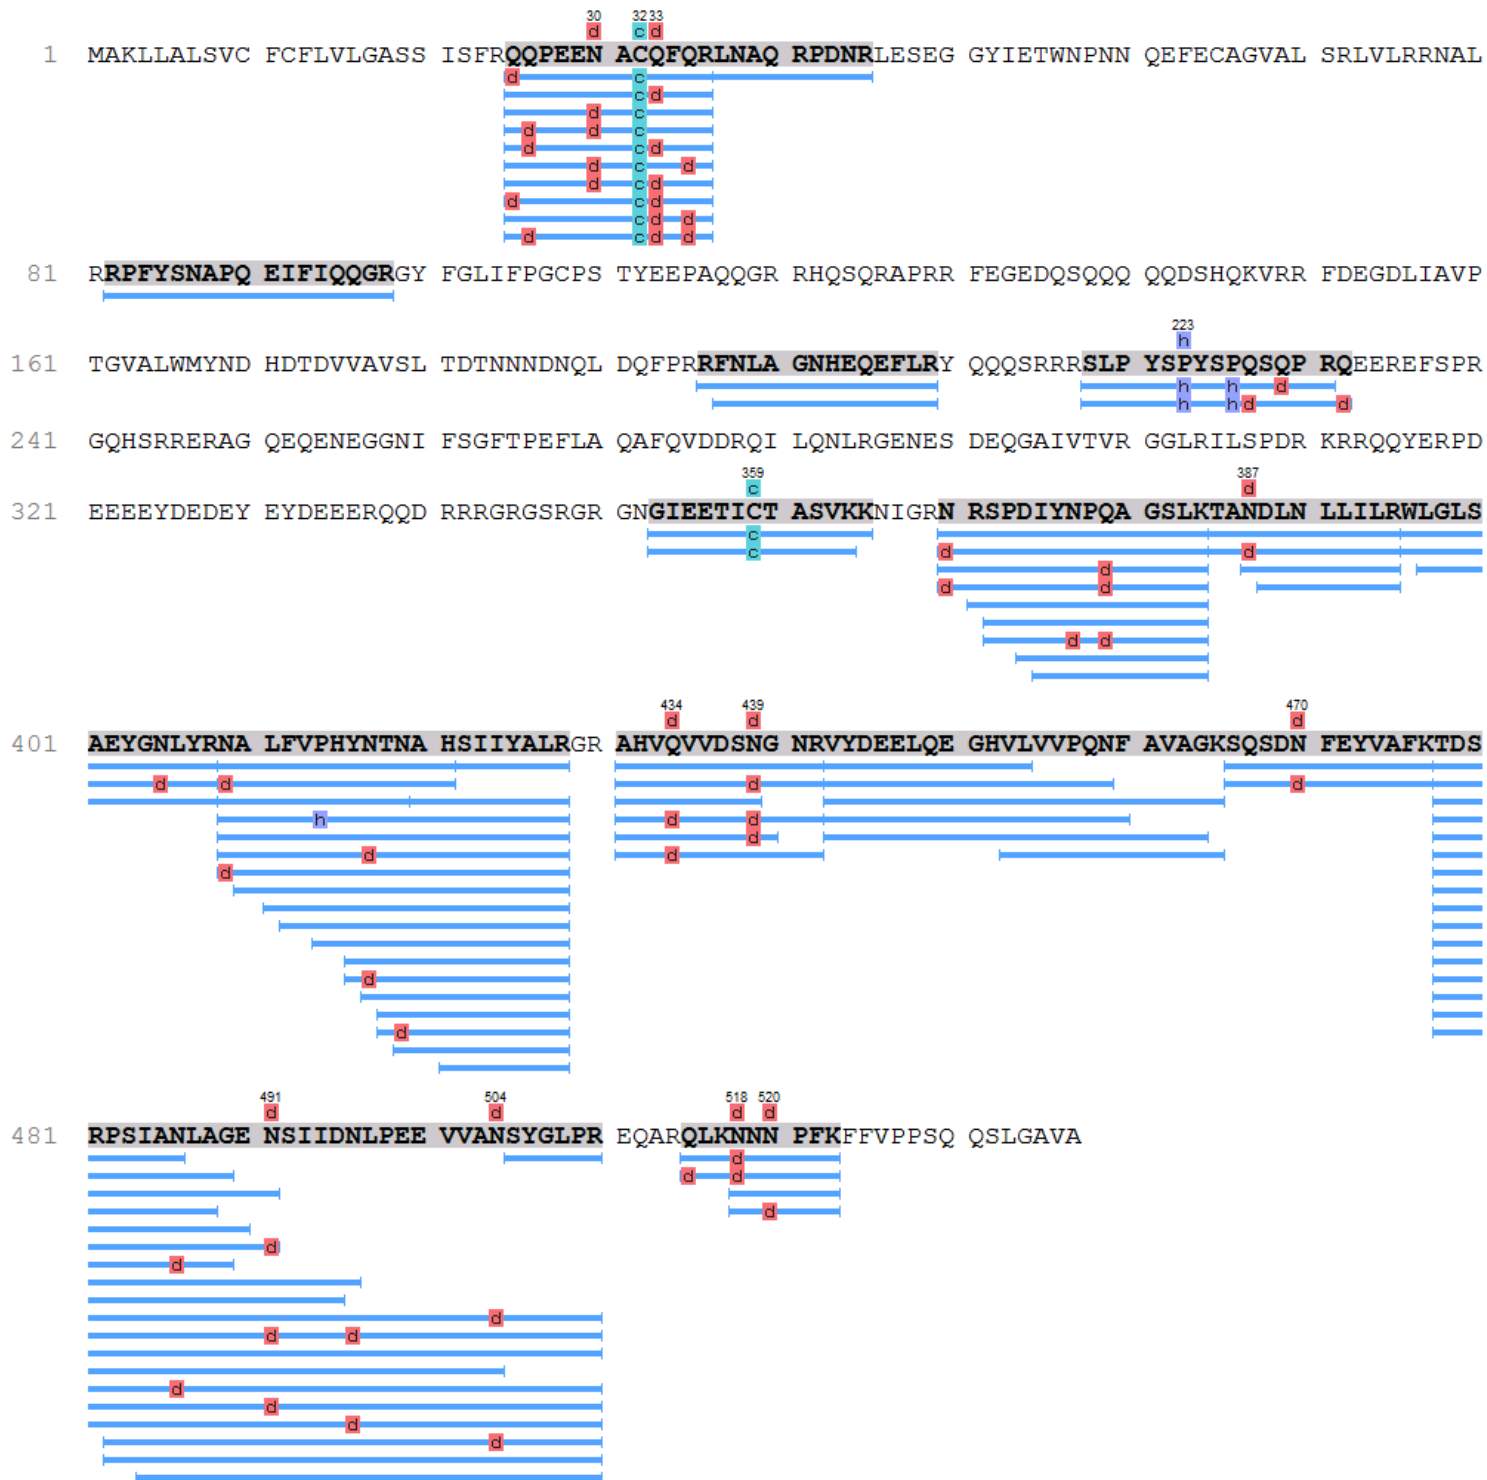 30 32 33
d c d
1 MAKLLALSVC FCFLVLGASS ISFRQQPEEN ACQFQRLNAQ RPDNRLESEG GYIETWNPNN QEFECAGVAL SRLVLRRNAL
d c
c d
d c
d d c
d c d
d c d
d c d
d c d
c d d
d c d d
81 RRPFYSNAPQ EIFIQQGRGY FGLIFPGCPS TYEEPAQQGR RHQSQRAPRR FEGEDQSQQQ QQDSHQKVRR FDEGDLIAVP
223
h
161 TGVALWMYND HDTDVVAVSL TDTNNNDNQL DQFPRRFNLA GNHEQEFLRY QQQSRRRSLP YSPYSPQSQP RQEEREFSPR
h h d
h h d d
241 GQHSRRERAG QEQENEGGNI FSGFTPEFLA QAFQVDDRQI LQNLRGENES DEQGAIVTVR GGLRILSPDR KRRQQYERPD
359 387
c d
321 EEEEYDEDEY EYDEEERQQD RRRGRGSRGR GNGIEETICT ASVKKNIGRN RSPDIYNPQA GSLKTANDLN LLILRWLGLS
c
c d d
d
d d
d d
434 439 470
d d d
401 AEYGNLYRNA LFVPHYNTNA HSIIYALRGR AHVQVVDSNG NRVYDEELQE GHVLVVPQNF AVAGKSQSDN FEYVAFKTDS
d d d d
h d d
d
d d
d
d
d
491 504 518 520
d d d d
481 RPSIANLAGE NSIIDNLPEE VVANSYGLPR EQARQLKNNN PFKFFVPPSQ QSLGAVA
d
d d
d
d
d
d
d d
d
d
d
d